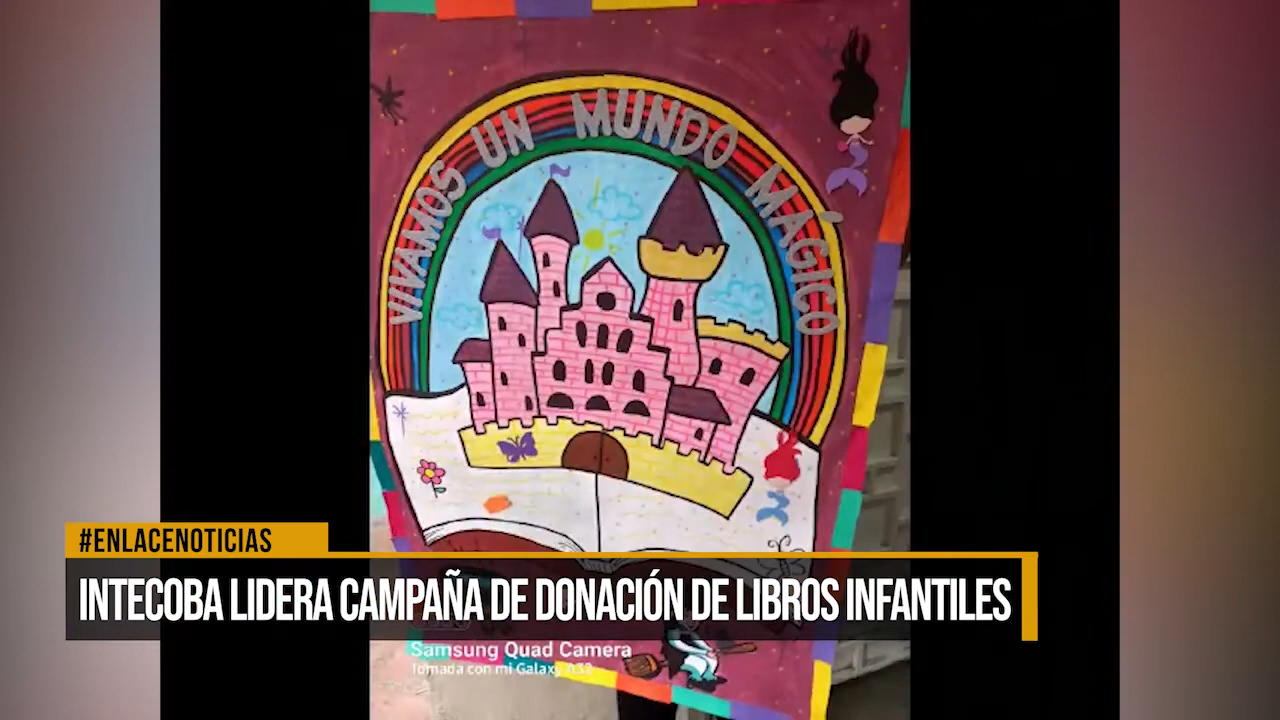 VIVAMOS UN MUNDO MÁGICO
#ENLACENOTICIAS
INTECOBA LIDERA CAMPAÑA DE DONACIÓN DE LIBROS INFANTILES
Samsung Quad Camera
Tomada con mi Galaxy A32